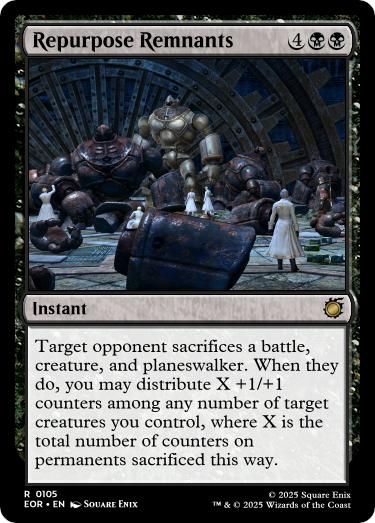 Repurpose Remnants 4
Instant
Target opponent sacrifices a battle,
creature, and planeswalker. When they
do, you may distribute X +1/+1
counters among any number of target
creatures you control, where X is the
total number of counters on
permanents sacrificed this way.
R 0105
EOR • EN SQUARE ENIX
© 2025 Square Enix
™ & © 2025 Wizards of the Coast